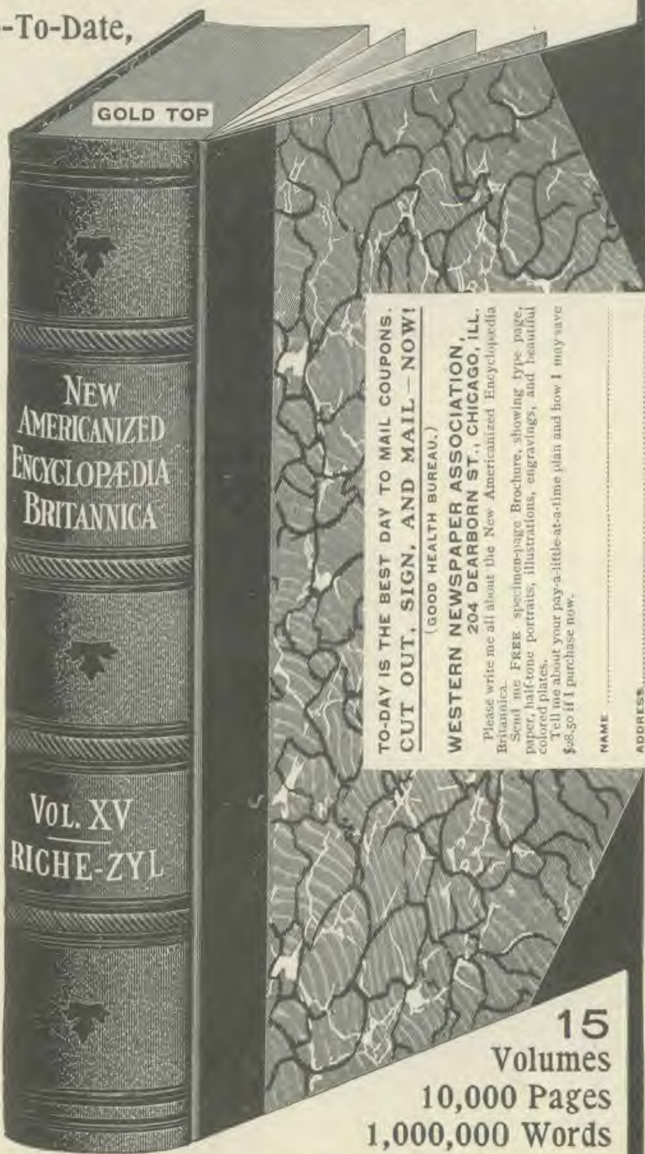 -To-Date,
GOLD TOP
NEW
AMERICANIZED
ENCYCLOPÆDIA
BRITANNICA
VOL. XV
RICHE-ZYL
TO-DAY IS THE BEST DAY TO MAIL COUPONS.
CUT OUT, SIGN, AND MAIL—NOW!
(GOOD HEALTH BUREAU.)
WESTERN NEWSPAPER ASSOCIATION,
204 DEARBORN ST., CHICAGO, ILL.
Please write me all about the New Americanized Encyclopædia
Britannica.
Send me FREE specimen-page Brochure, showing type page,
paper, half-tone portraits, illustrations, engravings, and beautiful
colored plates.
Tell me about your pay-a-little-at-a-time plan and how I may save
$28.50 if I purchase now.
NAME
ADDRESS
15
Volumes
10,000 Pages
1,000,000 Words